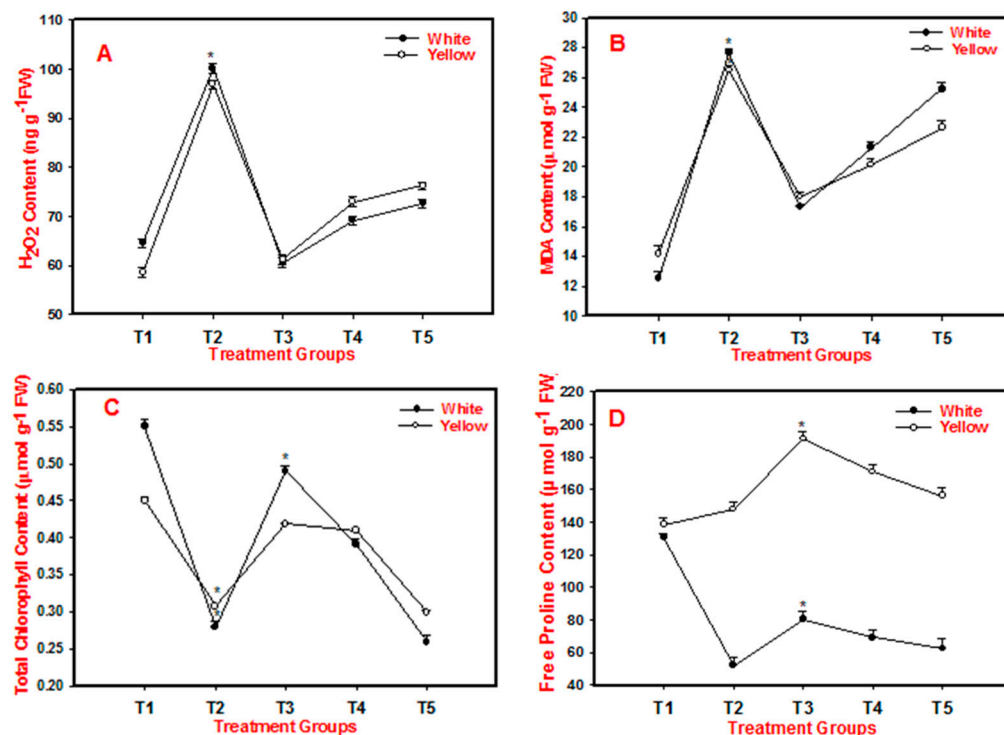 A
White
Yellow
H2O2 Content (ng g-1FW)
110
100
90
80
70
60
50
*
T1 T2 T3 T4 T5
Treatment Groups
B
White
Yellow
MDA Content (μmol g-1 FW)
30
28
26
24
22
20
18
16
14
12
10
*
*
T1 T2 T3 T4 T5
Treatment Groups
C
White
Yellow
Total Chlorophyll Content (μmol g-1 FW)
0.60
0.55
0.50
0.45
0.40
0.35
0.30
0.25
0.20
*
*
*
T1 T2 T3 T4 T5
Treatment Groups
D
White
Yellow
Free Proline Content (μ mol g-1 FW)
220
200
180
160
140
120
100
80
60
40
*
*
T1 T2 T3 T4 T5
Treatment Groups